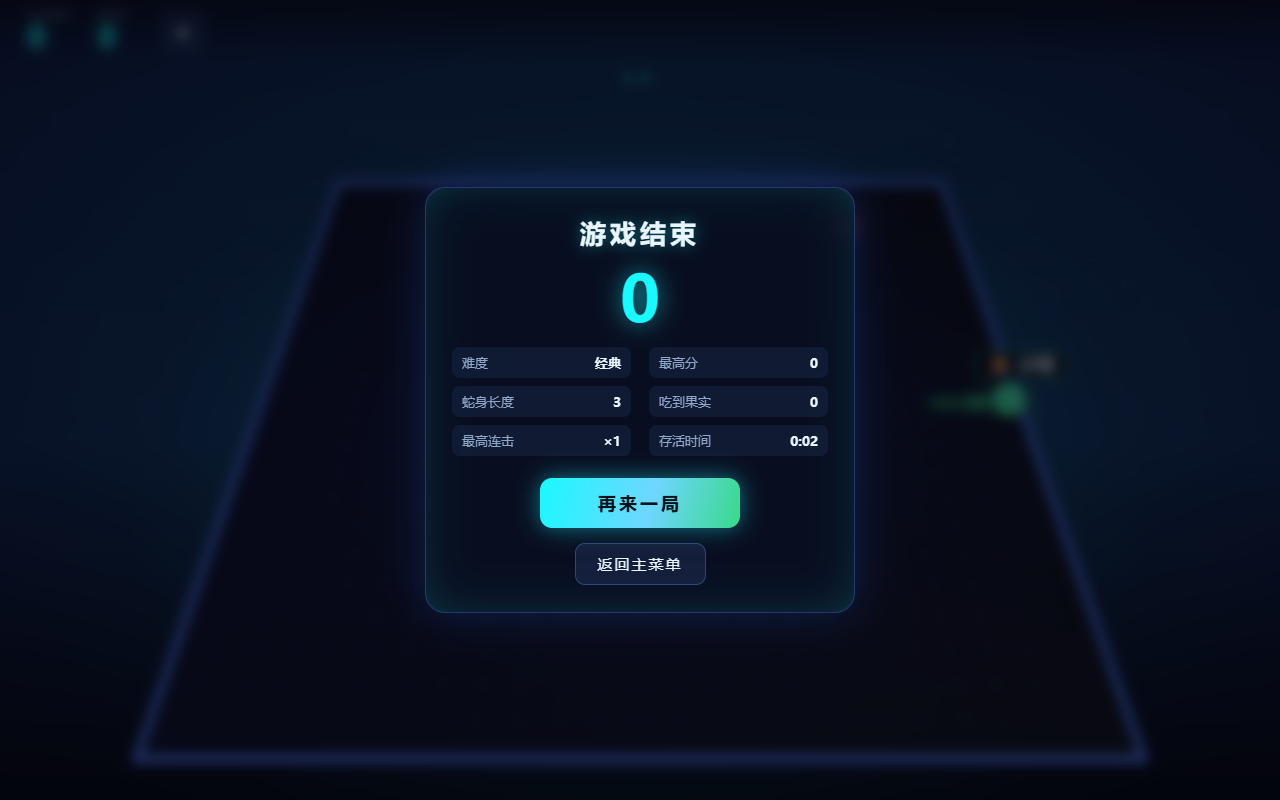 游戏结束
0
难度 经典
最高分 0
蛇身长度 3
吃到果实 0
最高连击 ×1
存活时间 0:02
再来一局
返回主菜单